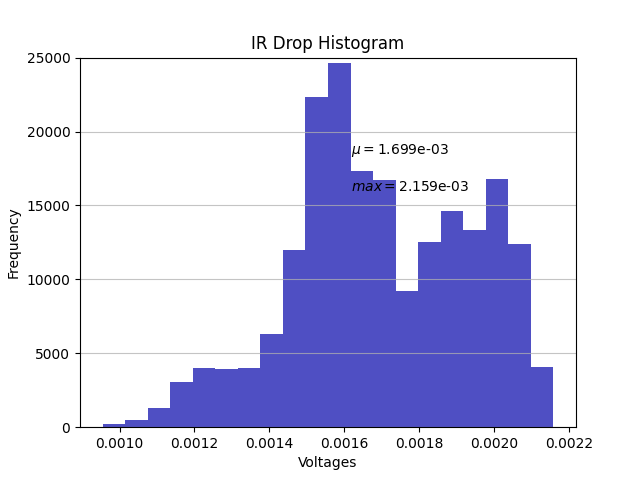 IR Drop Histogram
25000
20000
15000
10000
5000
0
Frequency
μ = 1.699e-03
max = 2.159e-03
0.0010 0.0012 0.0014 0.0016 0.0018 0.0020 0.0022
Voltages